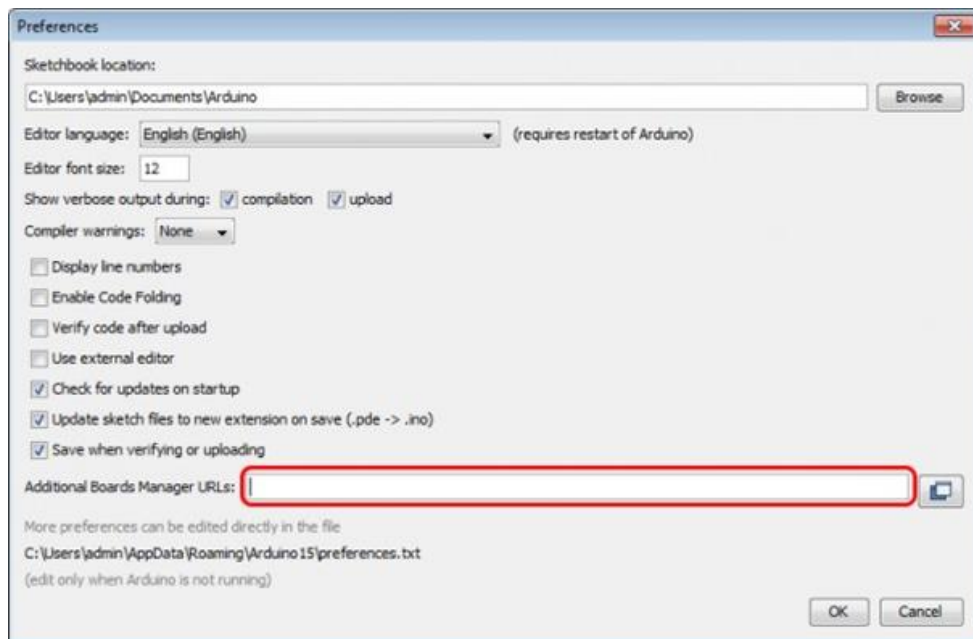 Preferences
Sketchbook location:
C:\Users\admin\Documents\Arduino
Browse
Editor language: English (English) (requires restart of Arduino)
Editor font size: 12
Show verbose output during: compilation upload
Compiler warnings: None
Display line numbers
Enable Code Folding
Verify code after upload
Use external editor
Check for updates on startup
Update sketch files to new extension on save (.pde -> .ino)
Save when verifying or uploading
Additional Boards Manager URLs:
More preferences can be edited directly in the file
C:\Users\admin\AppData\Roaming\Arduino15\preferences.txt
(edit only when Arduino is not running)
OK Cancel